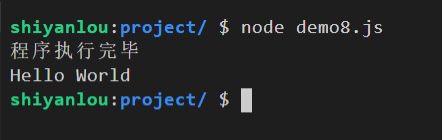 shiyanlou:project/ $ node demo8.js
程序执行完毕
Hello World
shiyanlou:project/ $